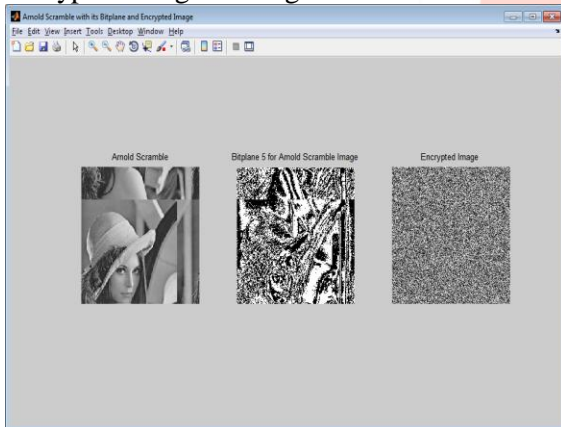 Arnold Scramble with its Bitplane and Encrypted Image
File Edit View Insert Tools Desktop Window Help
Arnold Scramble
Bitplane 5 for Arnold Scramble Image
Encrypted Image